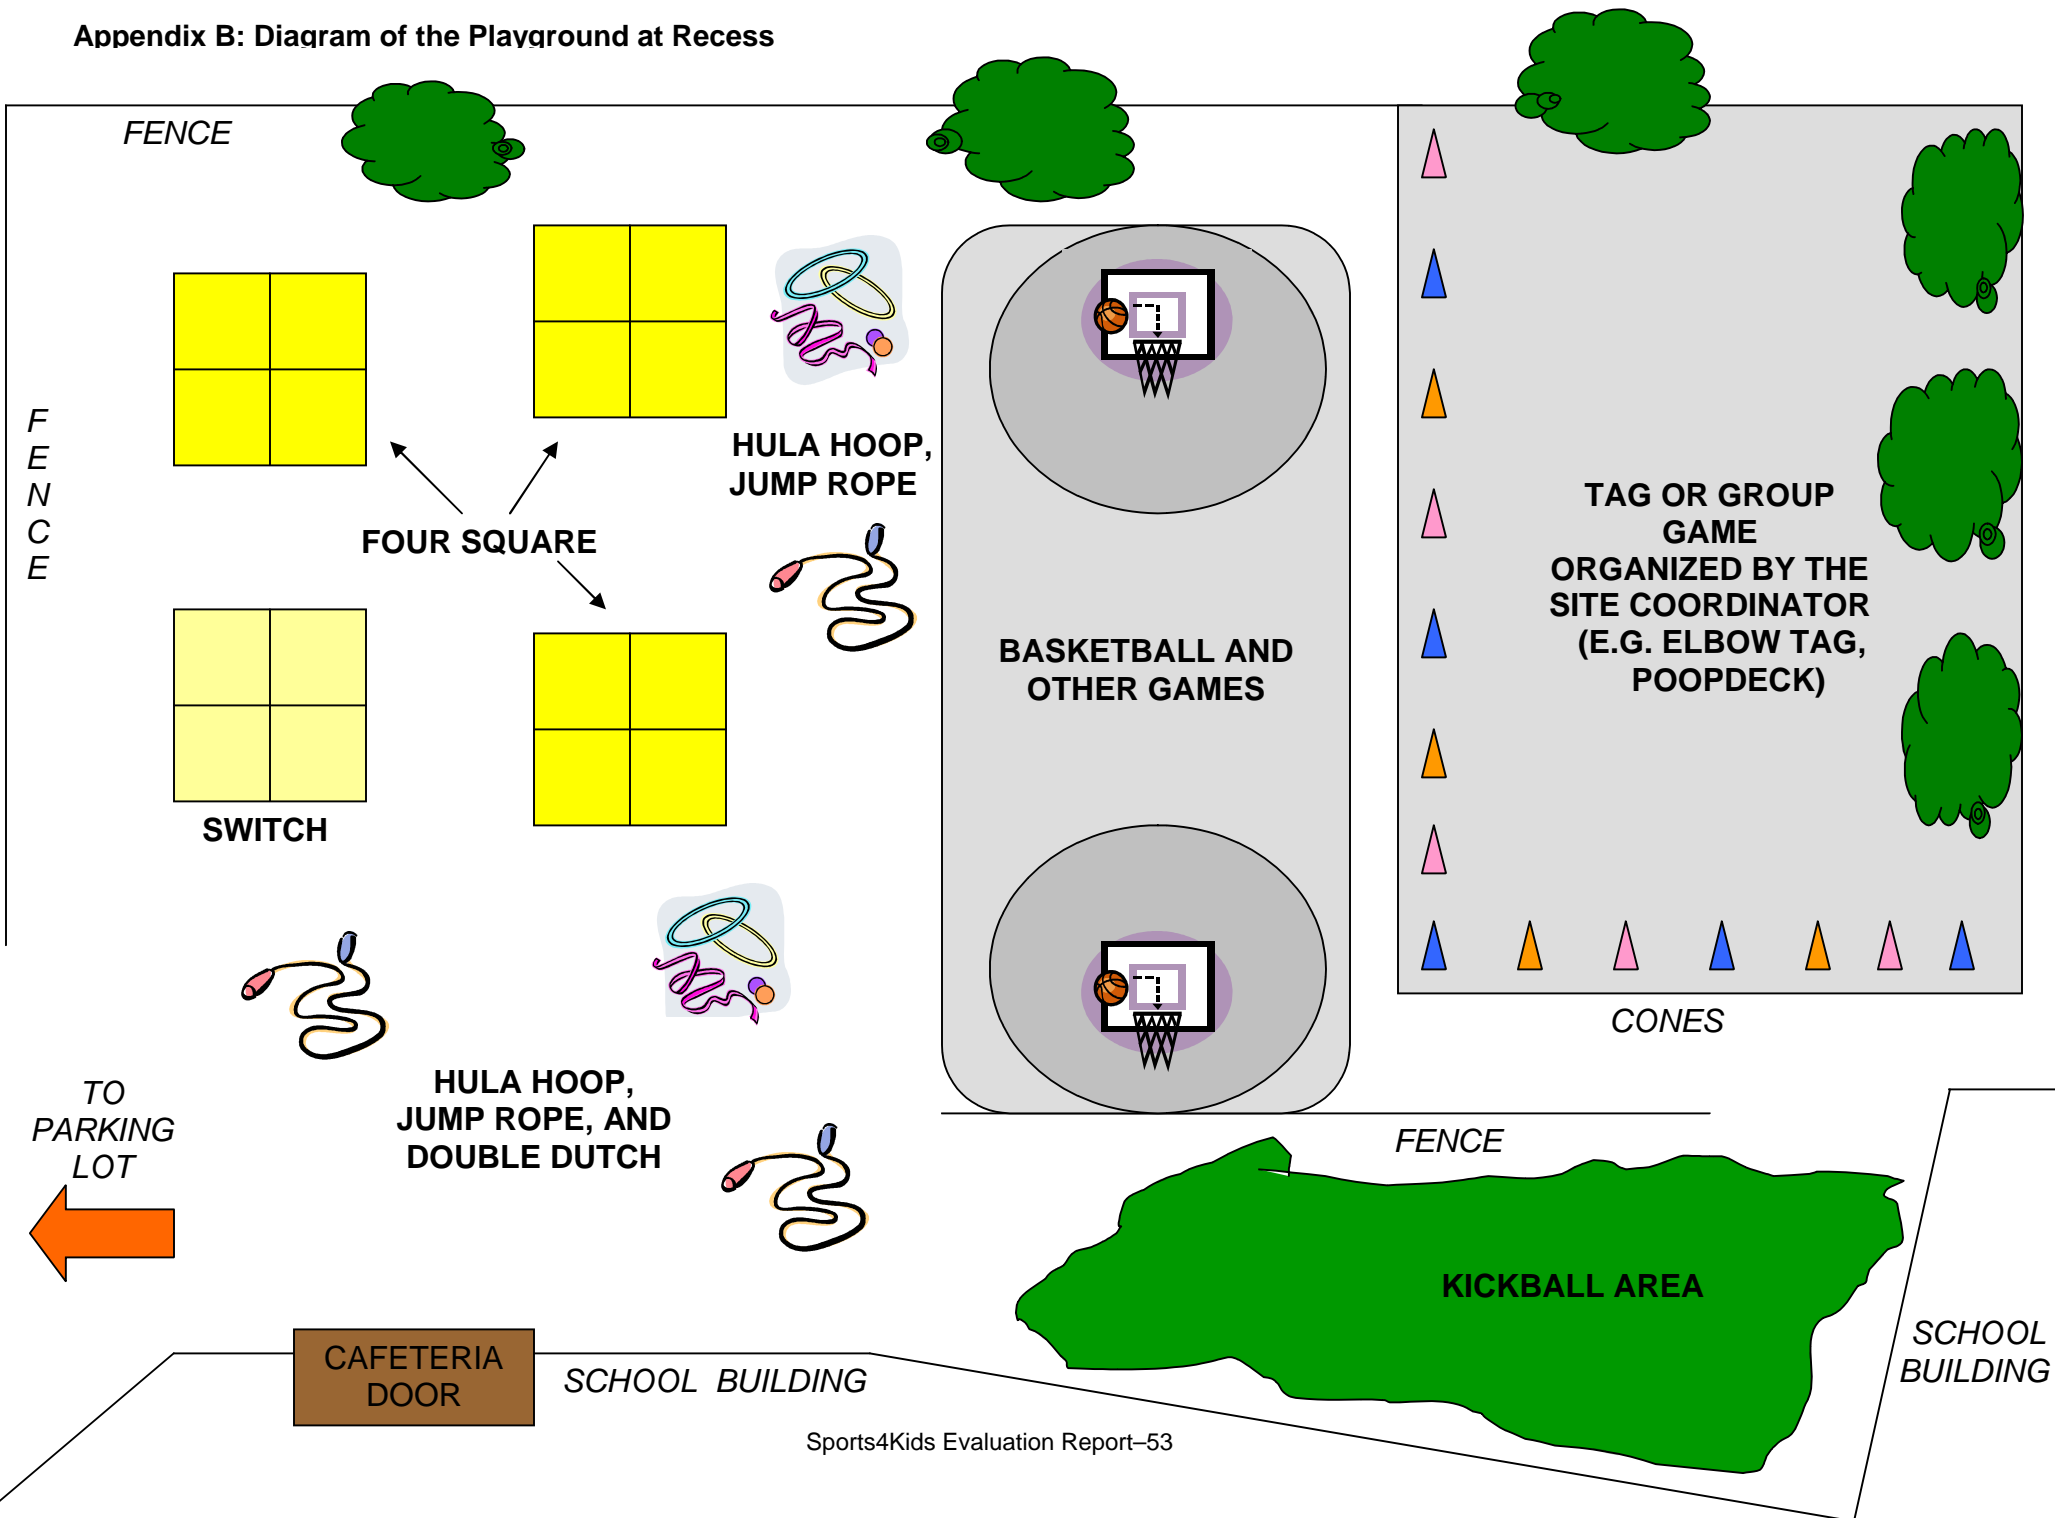 Appendix B: Diagram of the Playground at Recess
FENCE
F
E
N
C
E
HULA HOOP,
JUMP ROPE
FOUR SQUARE
SWITCH
BASKETBALL AND
OTHER GAMES
TAG OR GROUP
GAME
ORGANIZED BY THE
SITE COORDINATOR
(E.G. ELBOW TAG,
POOPDECK)
CONES
TO
PARKING
LOT
HULA HOOP,
JUMP ROPE, AND
DOUBLE DUTCH
FENCE
KICKBALL AREA
CAFETERIA
DOOR
SCHOOL BUILDING
SCHOOL
BUILDING
Sports4Kids Evaluation Report–53